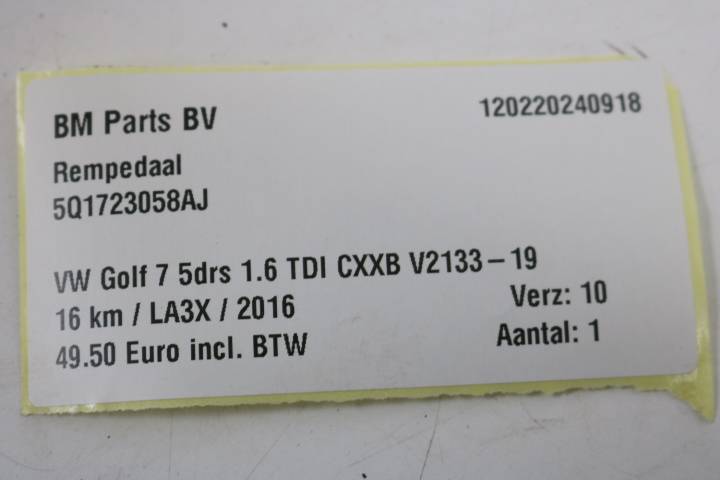 BM Parts BV 120220240918
Rempedaal
5Q1723058AJ
VW Golf 7 5drs 1.6 TDI CXXB V2133-19
16 km / LA3X / 2016 Verz: 10
49.50 Euro incl. BTW Aantal: 1